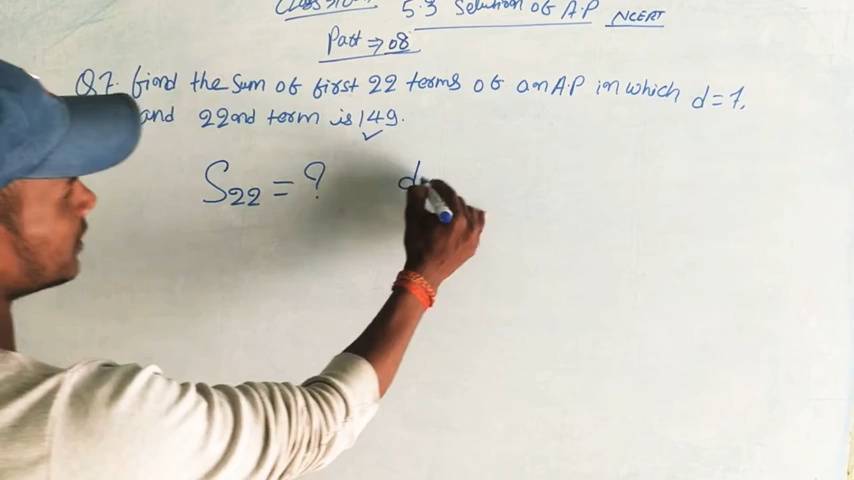 5.3 Solution of A.P NCERT
Part ⇒ 08
Q7. find the sum of first 22 terms of an A.P in which d = 7,
and 22nd term is 149.
S22 = ? d